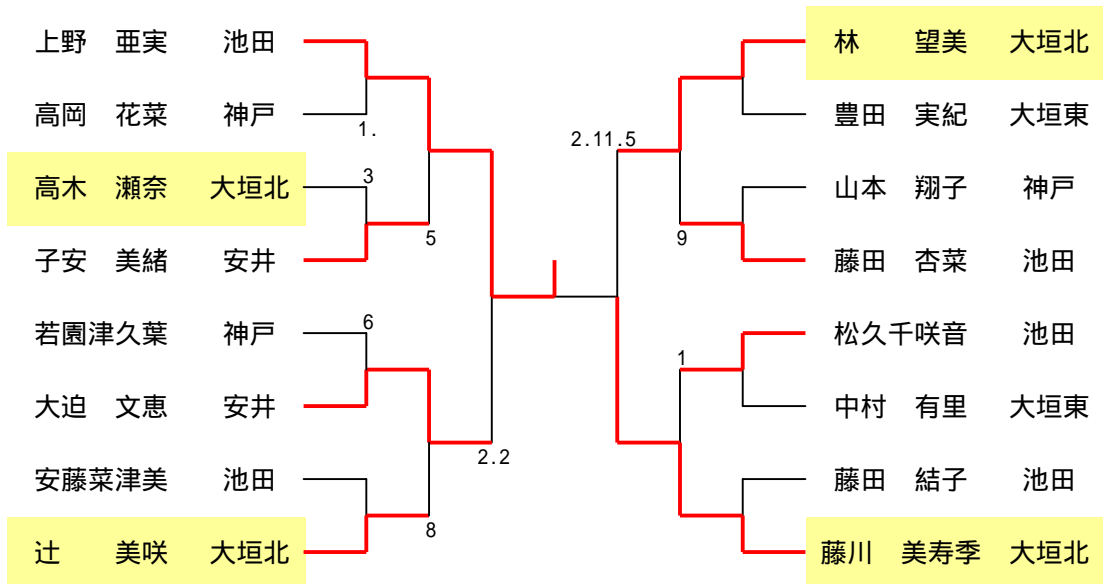 上野 亜実 池田
高岡 花菜 神戸
1.
高木 瀬奈 大垣北
3
子安 美緒 安井
5
若園津久葉 神戸
6
大迫 文恵 安井
2.2
安藤菜津美 池田
辻 美咲 大垣北
8
林 望美 大垣北
豊田 実紀 大垣東
2.11.5
山本 翔子 神戸
藤田 杏菜 池田
9
松久千咲音 池田
1
中村 有里 大垣東
藤田 結子 池田
藤川 美寿季 大垣北